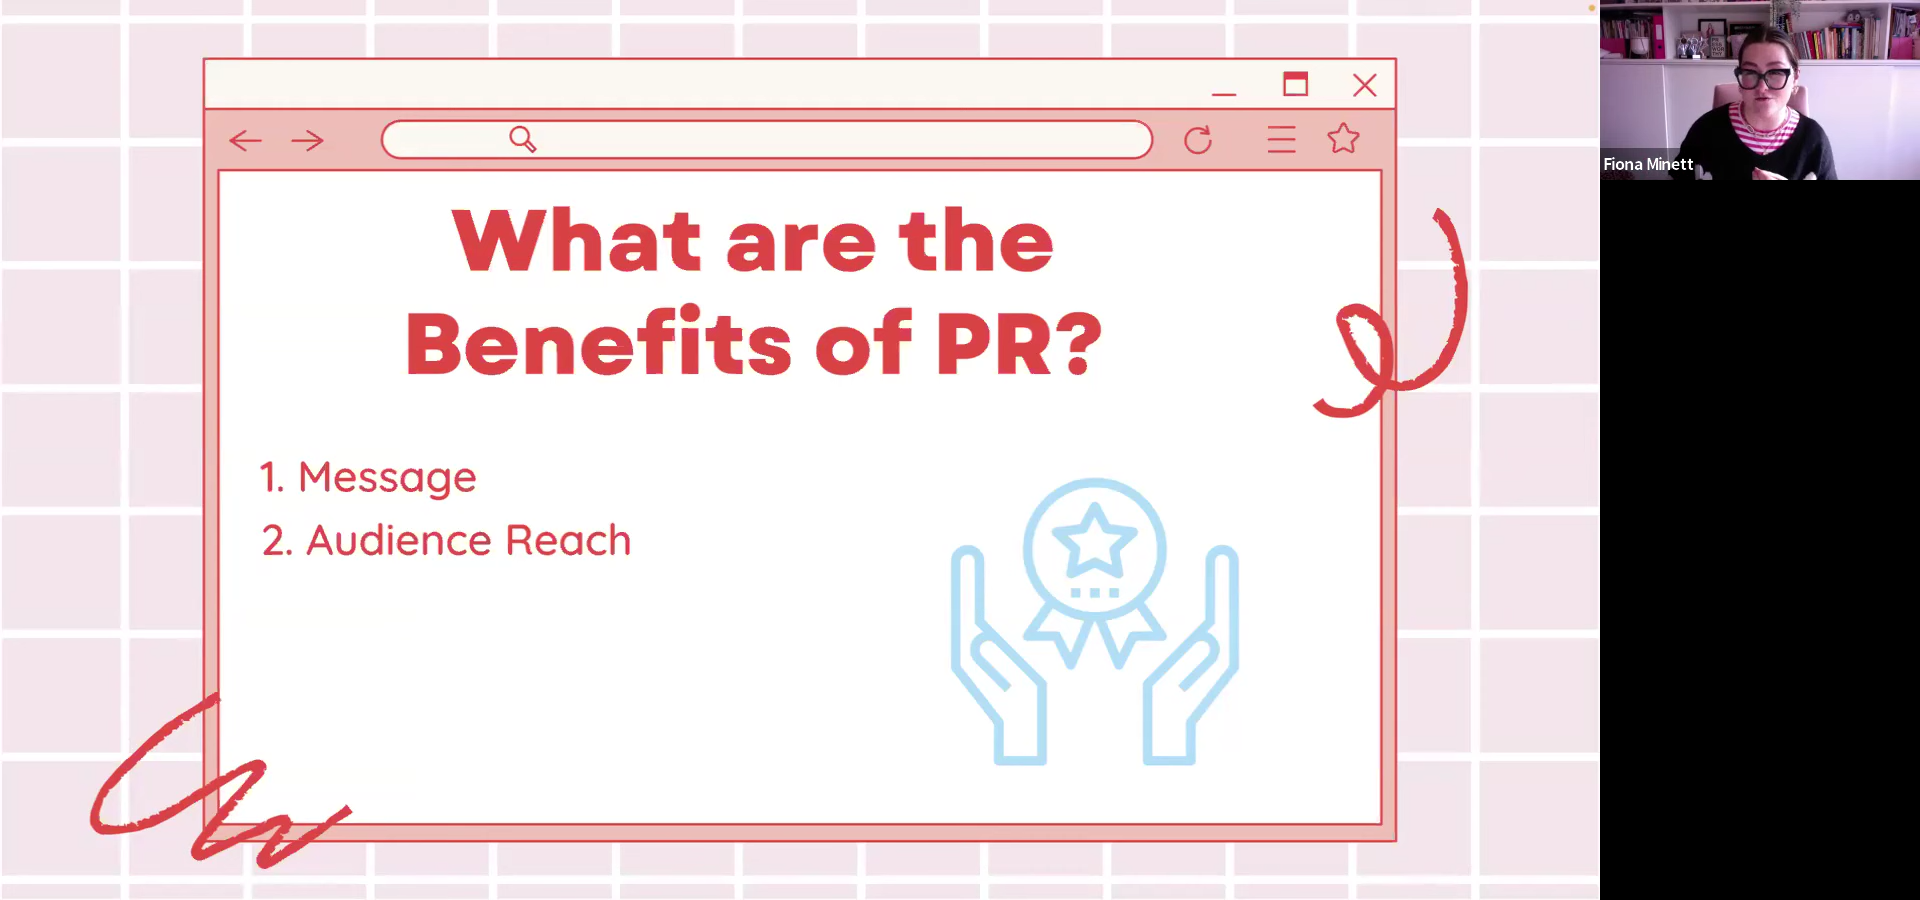 What are the
Benefits of PR?
1. Message
2. Audience Reach
Fiona Minett